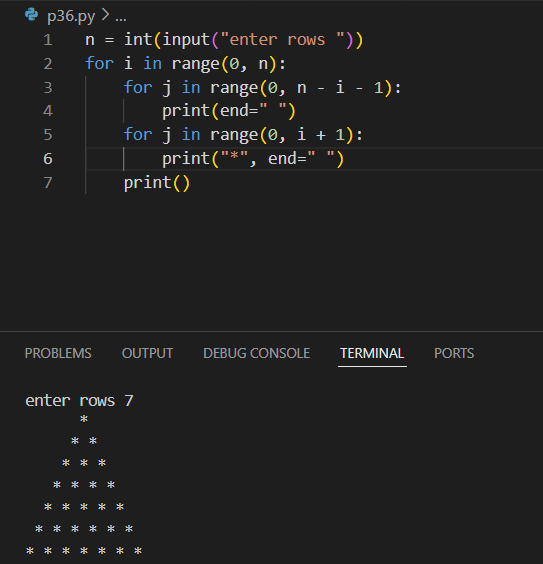 p36.py > ...
1 n = int(input("enter rows "))
2 for i in range(0, n):
3     for j in range(0, n - i - 1):
4         print(end=" ")
5     for j in range(0, i + 1):
6         print("*", end=" ")
7     print()
PROBLEMS OUTPUT DEBUG CONSOLE TERMINAL PORTS
enter rows 7
      *
     * *
    * * *
   * * * *
  * * * * *
 * * * * * *
* * * * * * *